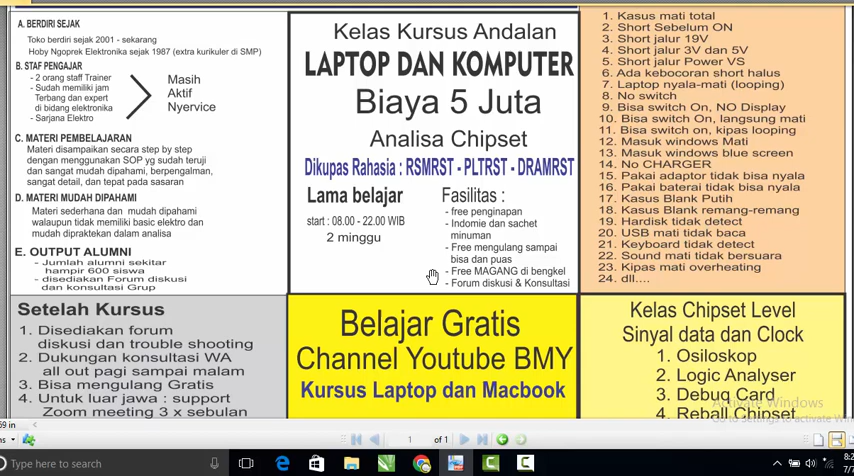 A. BERDIRI SEJAK
Toko berdiri sejak 2001 - sekarang
Hoby Ngoprek Elektronika sejak 1987 (extra kurikuler di SMP)
B. STAF PENGAJAR
- 2 orang staff Trainer
- Sudah memiliki jam
Terbang dan expert
di bidang elektronika
- Sarjana Elektro
Masih
Aktif
Nyervice
C. MATERI PEMBELAJARAN
Materi disampaikan secara step by step
dengan menggunakan SOP yg sudah teruji
dan sangat mudah dipahami, berpengalman,
sangat detail, dan tepat pada sasaran
D. MATERI MUDAH DIPAHAMI
Materi sederhana dan mudah dipahami
walaupun tidak memiliki basic elektro dan
mudah dipraktekan dalam analisa
E. OUTPUT ALUMNI
- Jumlah alumni sekitar
hampir 600 siswa
- disediakan Forum diskusi
dan konsultasi Grup
Kelas Kursus Andalan
LAPTOP DAN KOMPUTER
Biaya 5 Juta
Analisa Chipset
Dikupas Rahasia : RSMRST - PLTRST - DRAMRST
Lama belajar
start : 08.00 - 22.00 WIB
2 minggu
Fasilitas :
- free penginapan
- Indomie dan sachet
minuman
- Free mengulang sampai
bisa dan puas
- Free MAGANG di bengkel
- Forum diskusi & Konsultasi
1. Kasus mati total
2. Short Sebelum ON
3. Short jalur 19V
4. Short jalur 3V dan 5V
5. Short jalur Power VS
6. Ada kebocoran short halus
7. Laptop nyala-mati (looping)
8. No switch
9. Bisa switch On, NO Display
10. Bisa switch On, langsung mati
11. Bisa switch on, kipas looping
12. Masuk windows Mati
13. Masuk windows blue screen
14. No CHARGER
15. Pakai adaptor tidak bisa nyala
16. Pakai baterai tidak bisa nyala
17. Kasus Blank Putih
18. Kasus Blank remang-remang
19. Hardisk tidak detect
20. USB mati tidak baca
21. Keyboard tidak detect
22. Sound mati tidak bersuara
23. Kipas mati overheating
24. dll....
Setelah Kursus
1. Disediakan forum
diskusi dan trouble shooting
2. Dukungan konsultasi WA
all out pagi sampai malam
3. Bisa mengulang Gratis
4. Untuk luar jawa : support
Zoom meeting 3 x sebulan
Belajar Gratis
Channel Youtube BMY
Kursus Laptop dan Macbook
Kelas Chipset Level
Sinyal data dan Clock
1. Osiloskop
2. Logic Analyser
3. Debug Card
4. Reball Chipset
Activate Windows
Go to Settings to activate Win
69 in
1 of 1
Type here to search
8:2